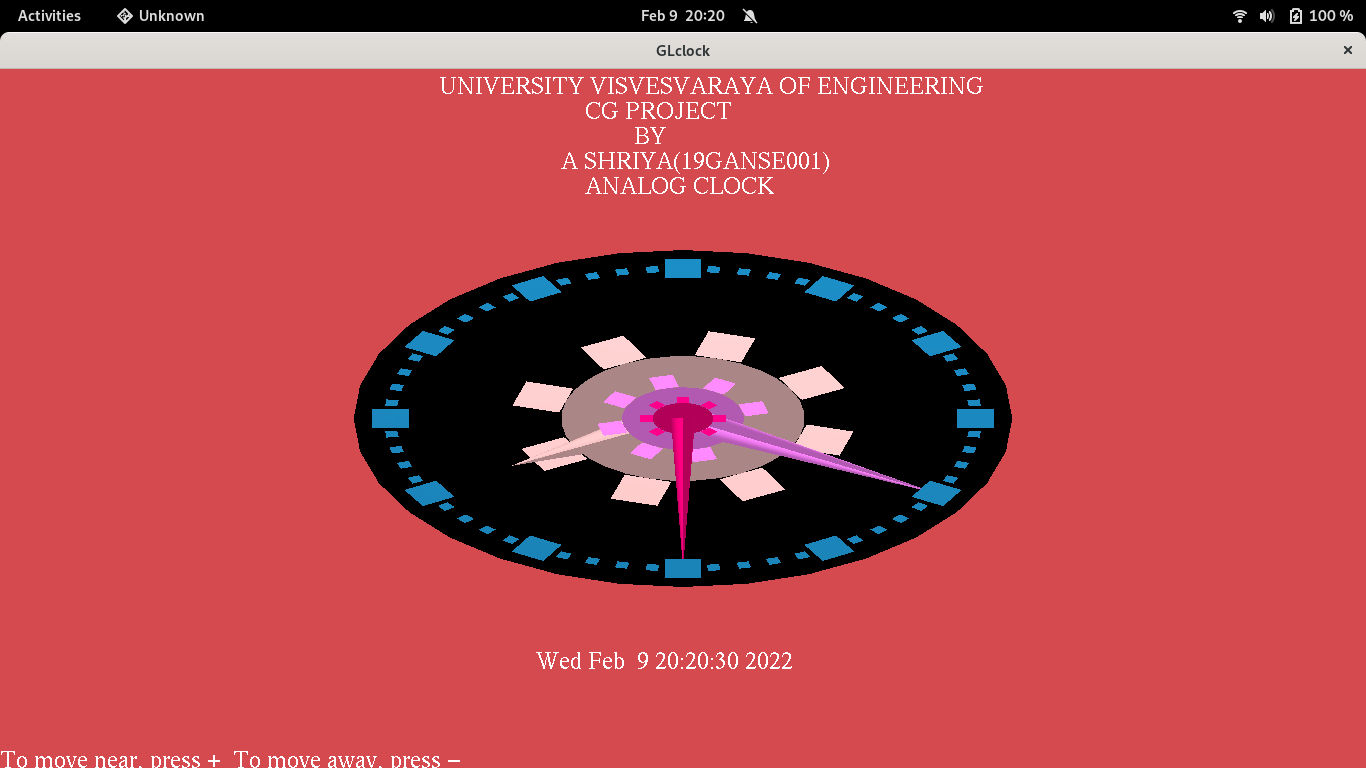 Activities Unknown Feb 9 20:20 100 %
GLclock ×
UNIVERSITY VISVESVARAYA OF ENGINEERING
CG PROJECT
BY
A SHRIYA(19GANSE001)
ANALOG CLOCK
Wed Feb  9 20:20:30 2022
To move near, press +  To move away, press −